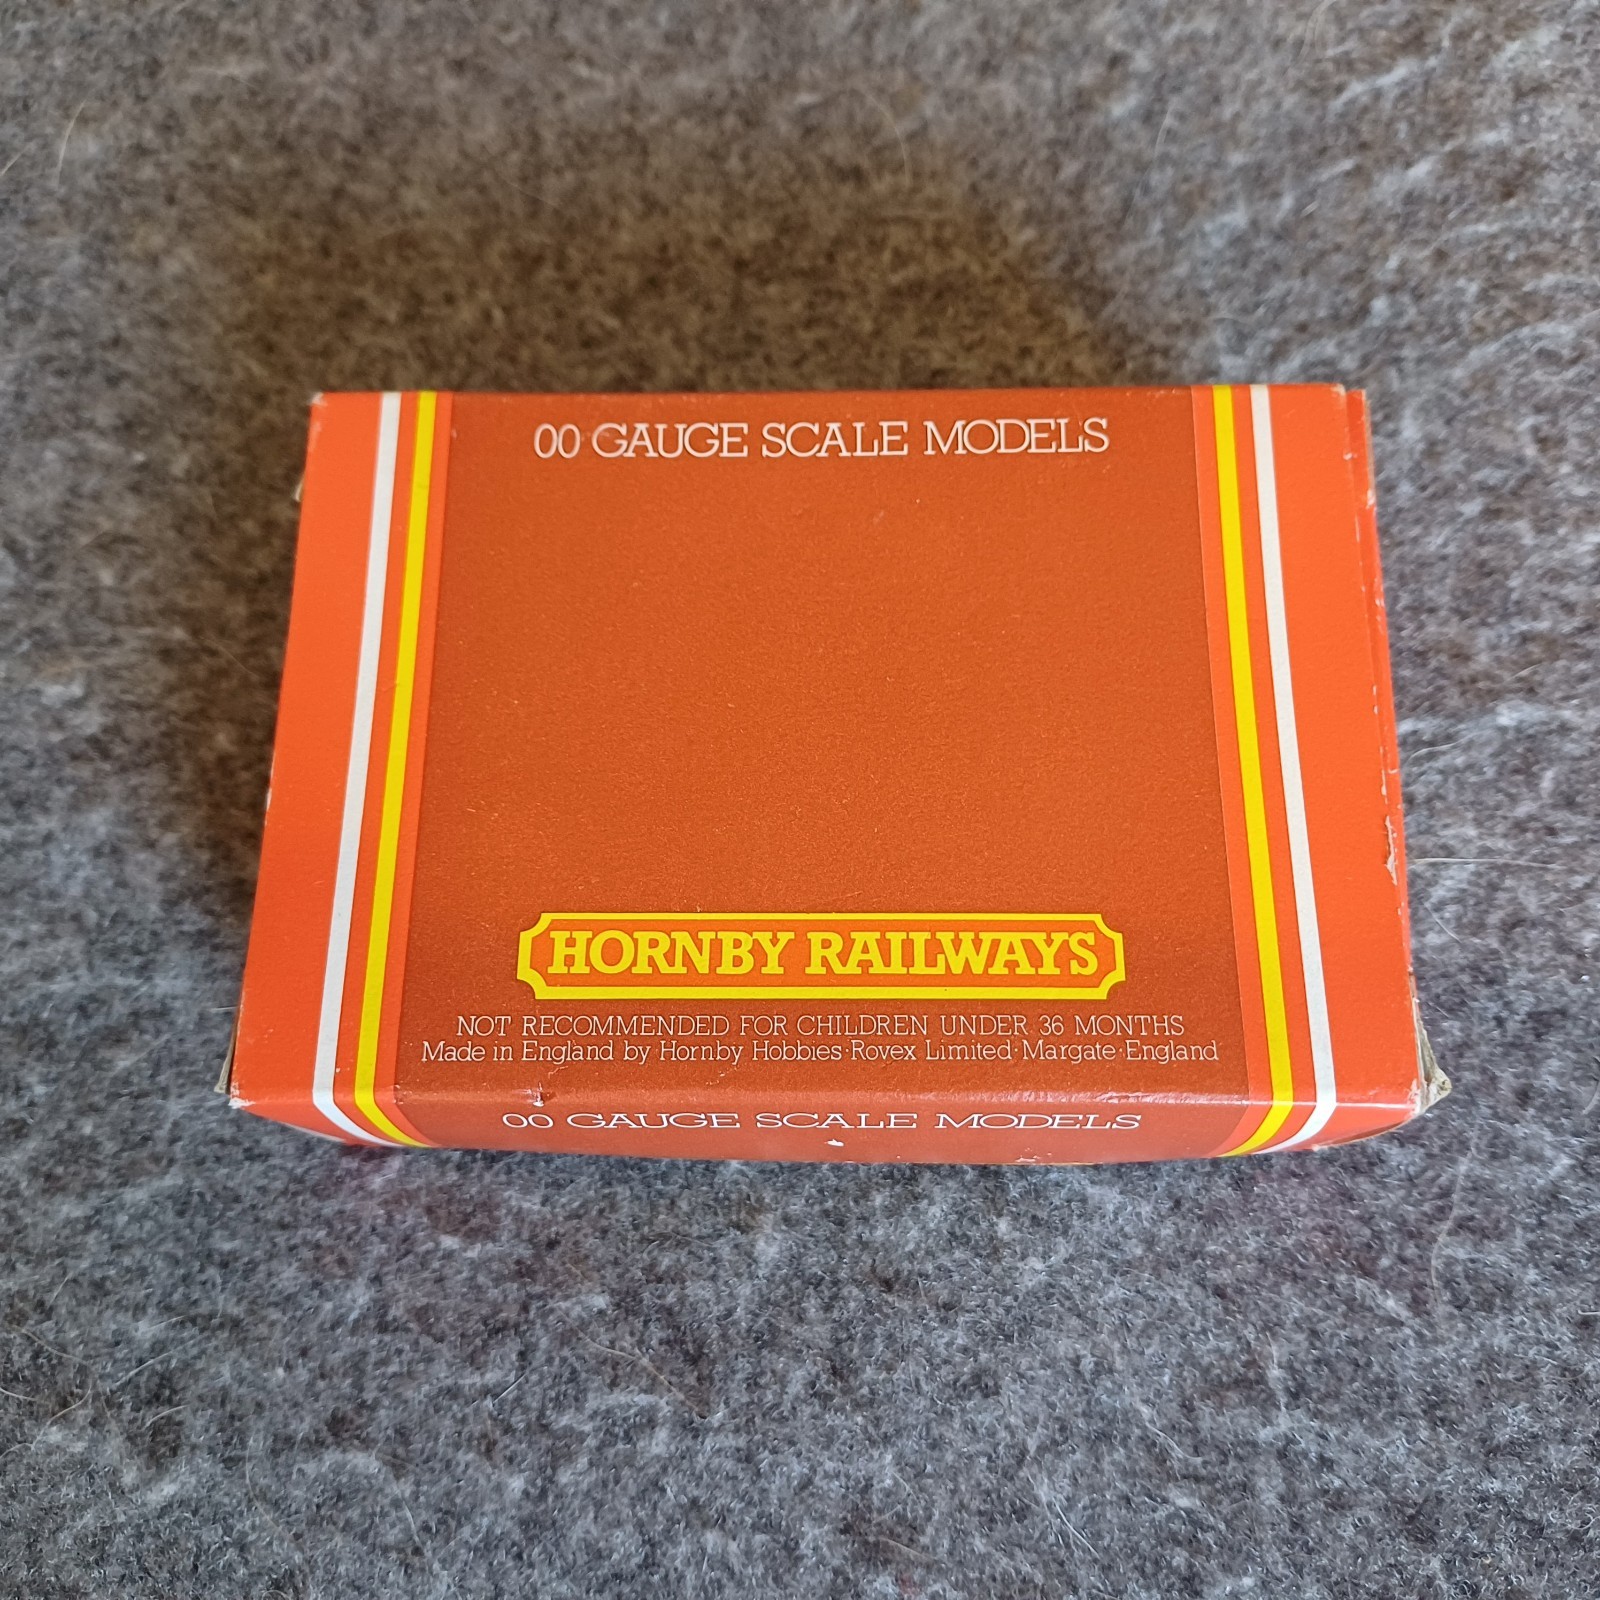 00 GAUGE SCALE MODELS
HORNBY RAILWAYS
NOT RECOMMENDED FOR CHILDREN UNDER 36 MONTHS
Made in England by Hornby Hobbies·Rovex Limited·Margate·England
00 GAUGE SCALE MODELS